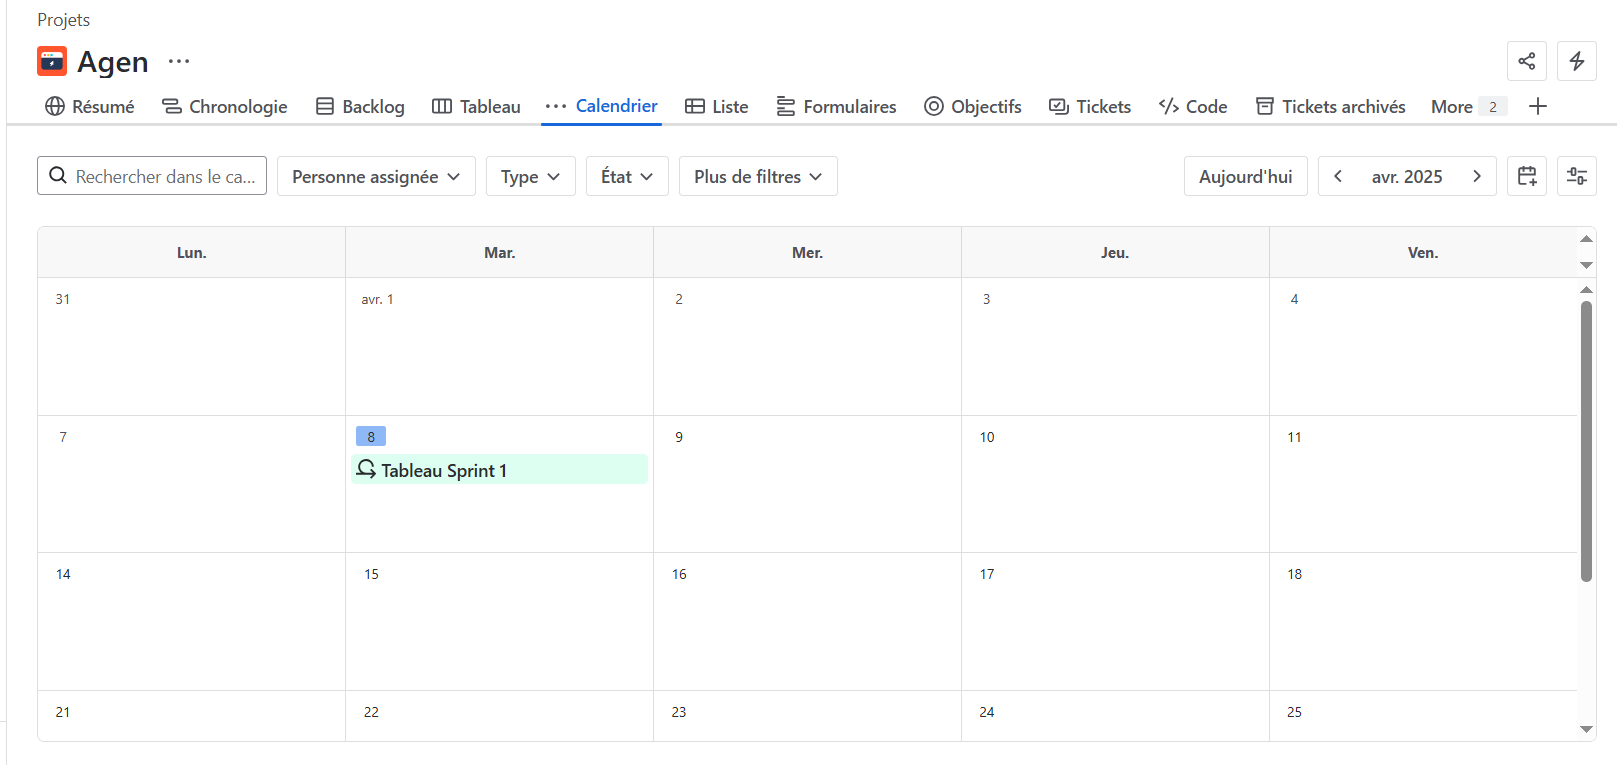 Projets
Agen
Résumé Chronologie Backlog Tableau Calendrier Liste Formulaires Objectifs Tickets Code Tickets archivés More 2
Rechercher dans le ca... Personne assignée Type État Plus de filtres Aujourd'hui avr. 2025
Lun. Mar. Mer. Jeu. Ven.
31 avr. 1 2 3 4
7 8 9 10 11
Tableau Sprint 1
14 15 16 17 18
21 22 23 24 25